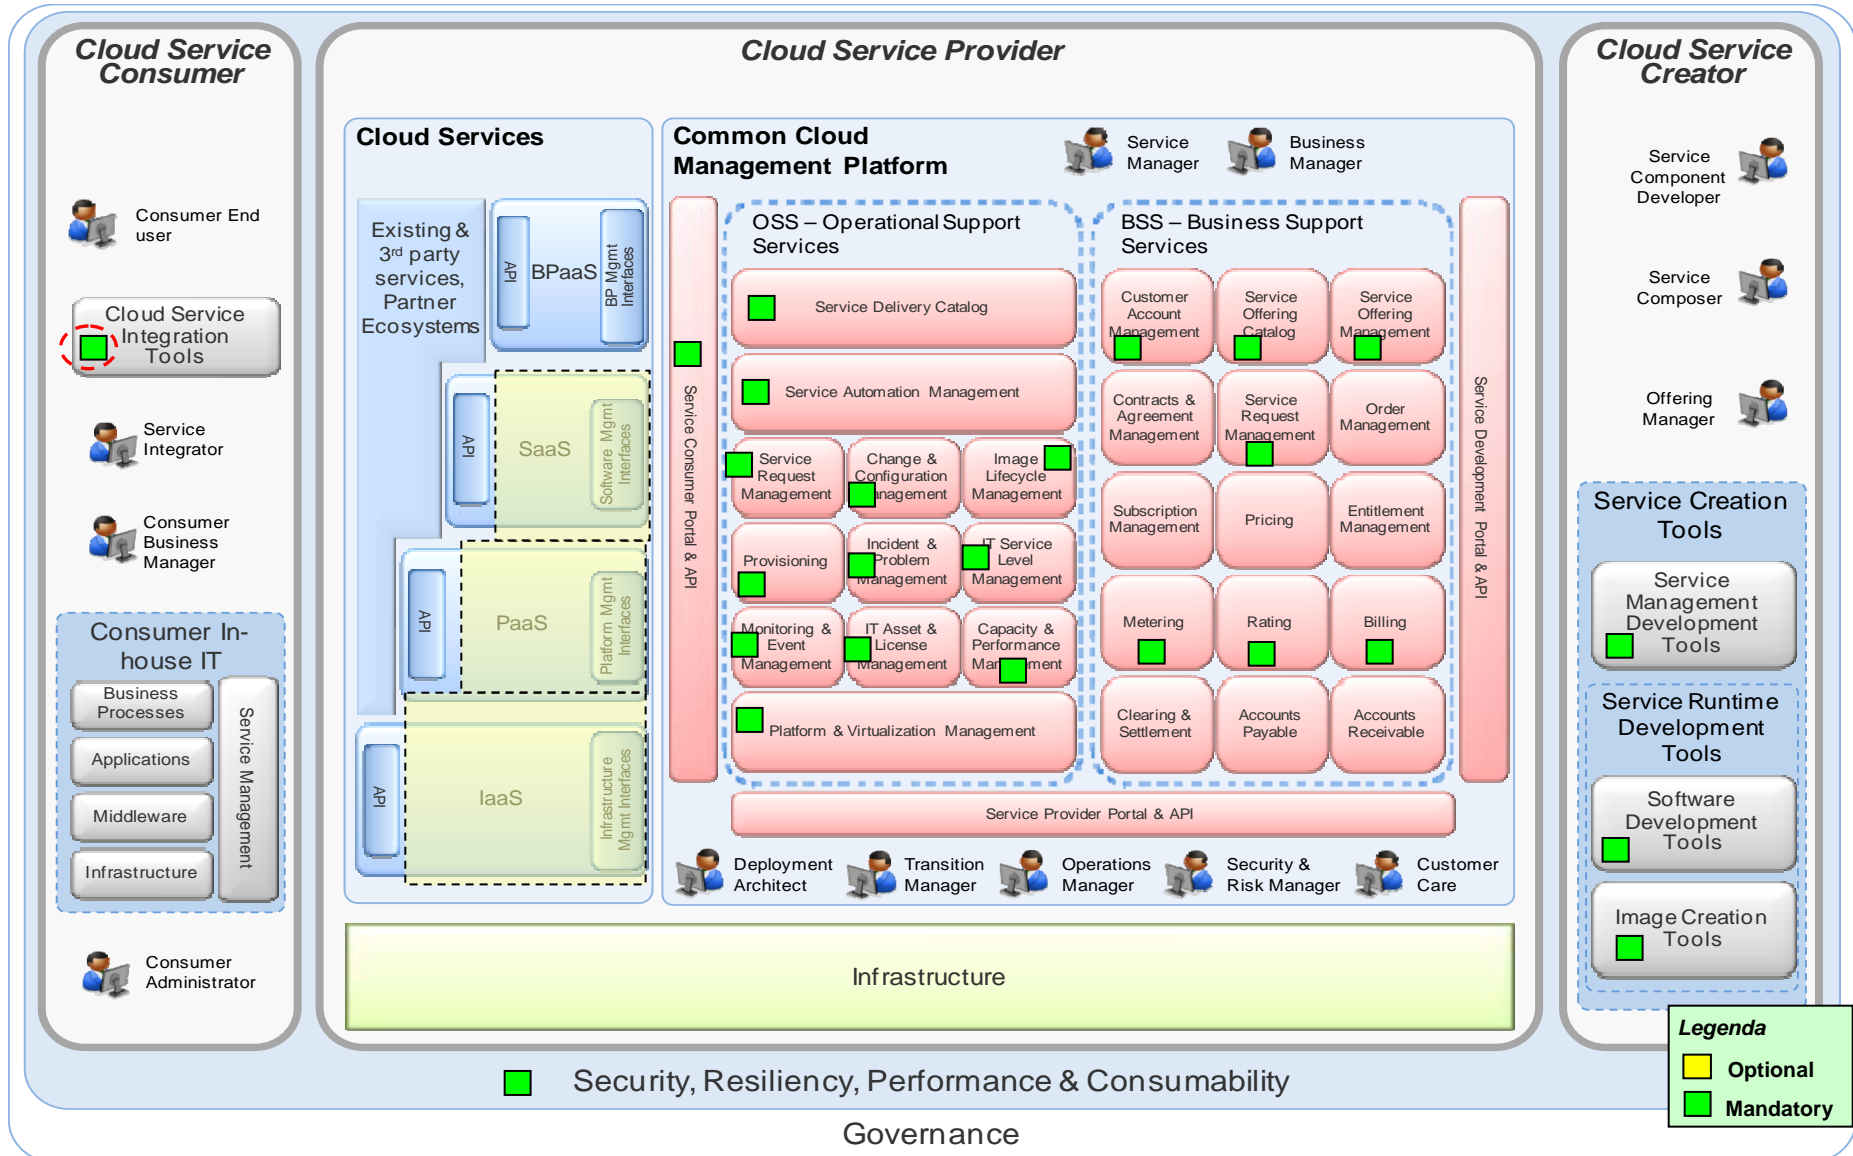 Cloud Service
Consumer
Consumer End
user
Cloud Service
Integration
Tools
Service
Integrator
Consumer
Business
Manager
Consumer In-
house IT
Business
Processes
Applications
Middleware
Infrastructure
Service Management
Consumer
Administrator
Cloud Service Provider
Cloud Services
Existing &
3rd party
services,
Partner
Ecosystems
API
BPaaS
BP Mgmt
Interfaces
API
SaaS
Software Mgmt
Interfaces
API
PaaS
Platform Mgmt
Interfaces
API
IaaS
Infrastructure
Mgmt Interfaces
Common Cloud
Management Platform
Service
Manager
Business
Manager
Service Consumer Portal & API
OSS – Operational Support
Services
Service Delivery Catalog
Service Automation Management
Service
Request
Management
Change &
Configuration
Management
Image
Lifecycle
Management
Provisioning
Incident &
Problem
Management
IT Service
Level
Management
Monitoring &
Event
Management
IT Asset &
License
Management
Capacity &
Performance
Management
Platform & Virtualization Management
BSS – Business Support
Services
Customer
Account
Management
Service
Offering
Catalog
Service
Offering
Management
Contracts &
Agreement
Management
Service
Request
Management
Order
Management
Subscription
Management
Pricing
Entitlement
Management
Metering
Rating
Billing
Clearing &
Settlement
Accounts
Payable
Accounts
Receivable
Service Development Portal & API
Service Provider Portal & API
Deployment
Architect
Transition
Manager
Operations
Manager
Security &
Risk Manager
Customer
Care
Infrastructure
Cloud Service
Creator
Service
Component
Developer
Service
Composer
Offering
Manager
Service Creation
Tools
Service
Management
Development
Tools
Service Runtime
Development
Tools
Software
Development
Tools
Image Creation
Tools
Legenda
Optional
Mandatory
Security, Resiliency, Performance & Consumability
Governance